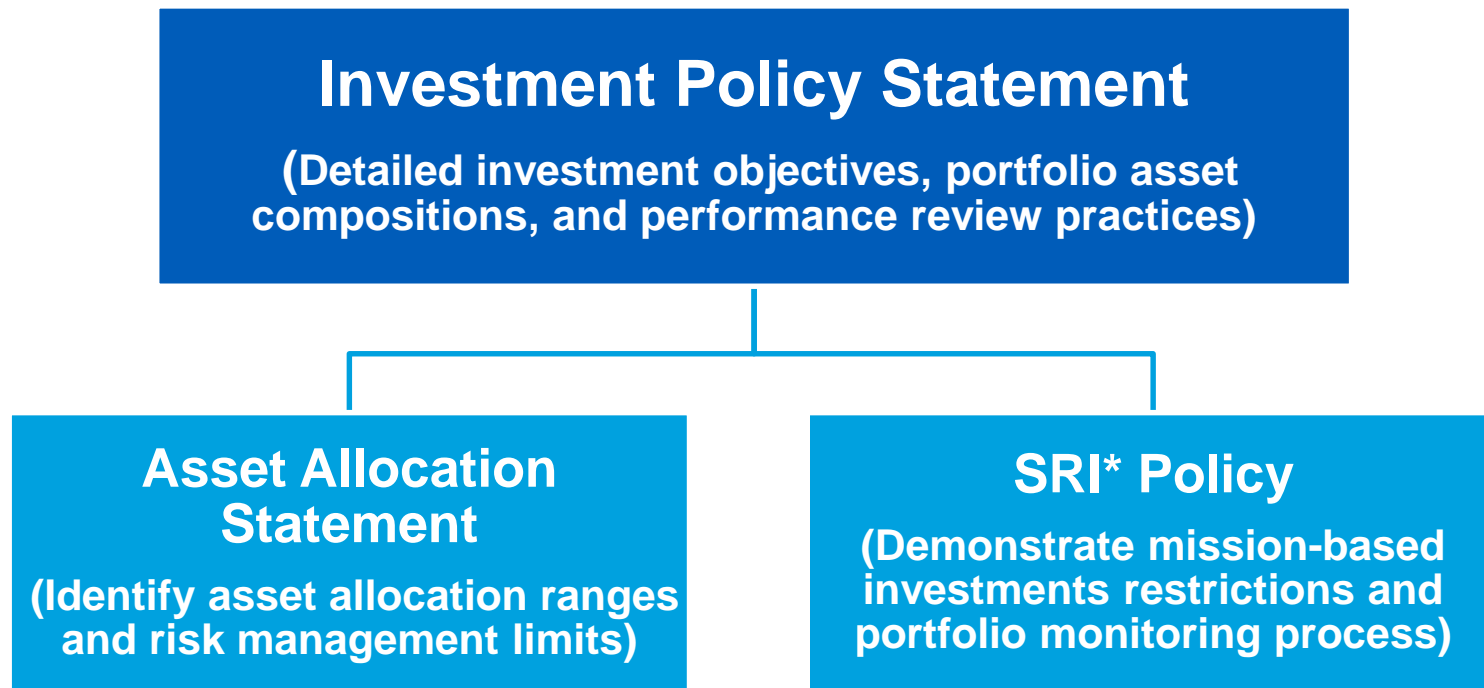 Investment Policy Statement
(Detailed investment objectives, portfolio asset
compositions, and performance review practices)
Asset Allocation
Statement
(Identify asset allocation ranges
and risk management limits)
SRI* Policy
(Demonstrate mission-based
investments restrictions and
portfolio monitoring process)